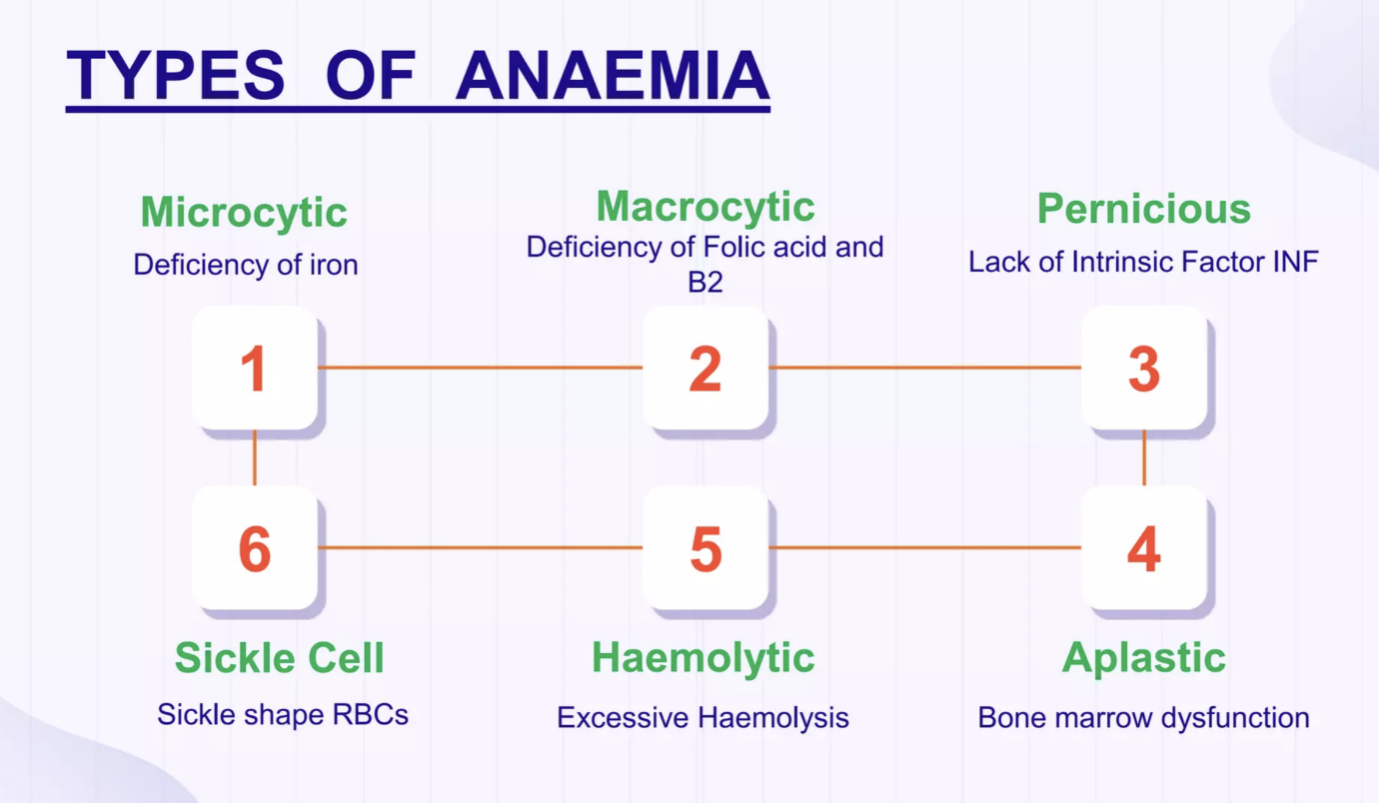 TYPES OF ANAEMIA
Microcytic
Deficiency of iron
Macrocytic
Deficiency of Folic acid and
B2
Pernicious
Lack of Intrinsic Factor INF
1
2
3
6
5
4
Sickle Cell
Sickle shape RBCs
Haemolytic
Excessive Haemolysis
Aplastic
Bone marrow dysfunction